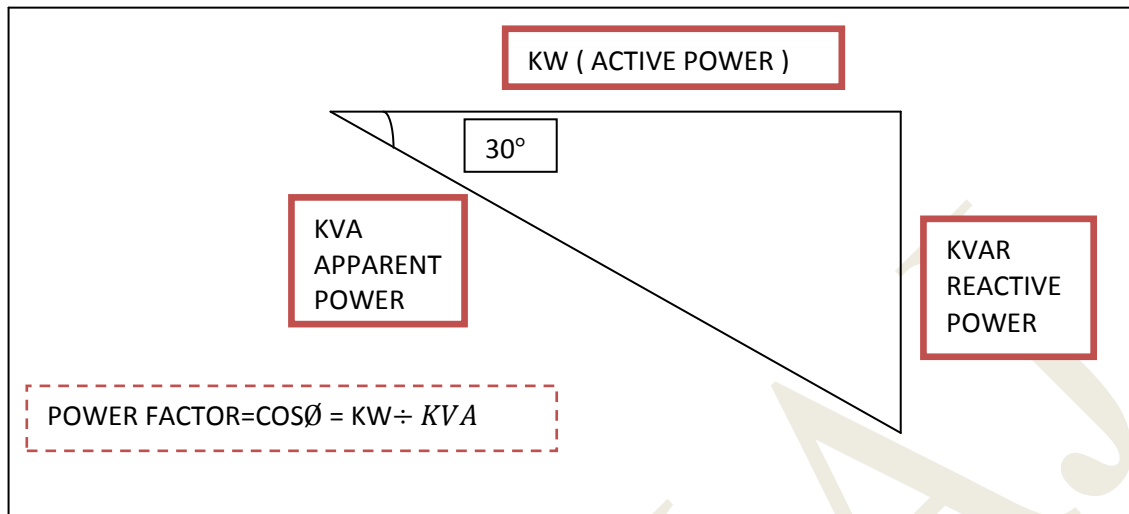 KW ( ACTIVE POWER )
30°
KVA
APPARENT
POWER
KVAR
REACTIVE
POWER
POWER FACTOR=COSØ = KW÷ KVA